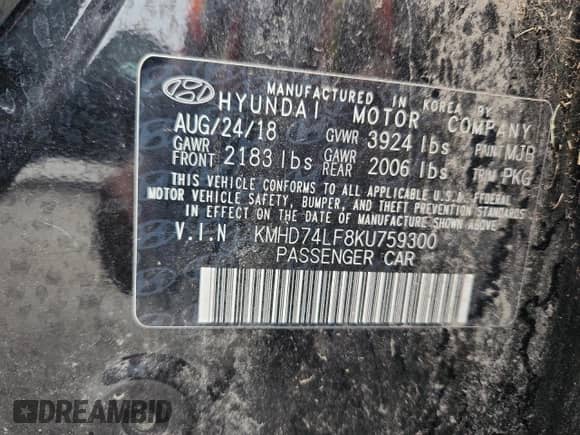 MANUFACTURED IN KOREA BY
HYUNDAI MOTOR COMPANY
AUG/24/18 GVWR 3924 lbs PAINT MJB
GAWR FRONT 2183 lbs GAWR REAR 2006 lbs TRIM PKG
THIS VEHICLE CONFORMS TO ALL APPLICABLE U.S.A. FEDERAL
MOTOR VEHICLE SAFETY, BUMPER, AND THEFT PREVENTION STANDARDS
IN EFFECT ON THE DATE OF MANUFACTURE SHOWN ABOVE.
V.I.N KMHD74LF8KU759300
PASSENGER CAR
DREAMBID